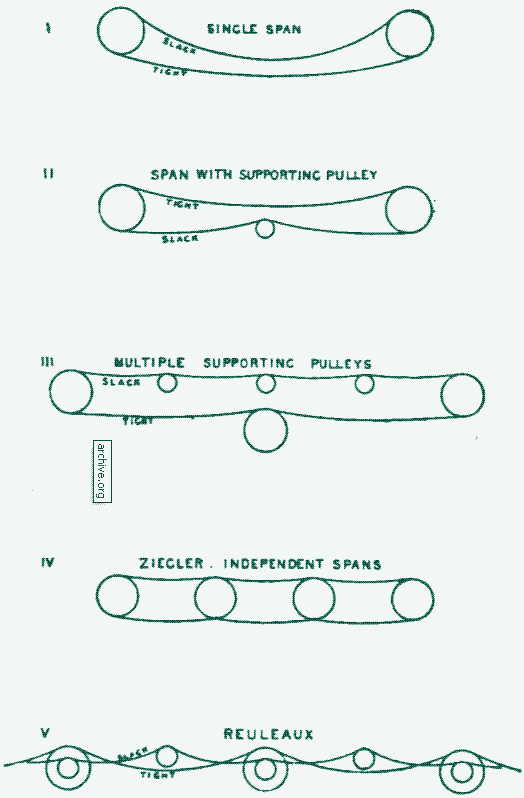 I
SINGLE SPAN
SLACK
TIGHT
II
SPAN WITH SUPPORTING PULLEY
TIGHT
SLACK
III
MULTIPLE SUPPORTING PULLEYS
SLACK
TIGHT
archive.org
IV
ZIEGLER. INDEPENDENT SPANS
V
REULEAUX
SLACK
TIGHT